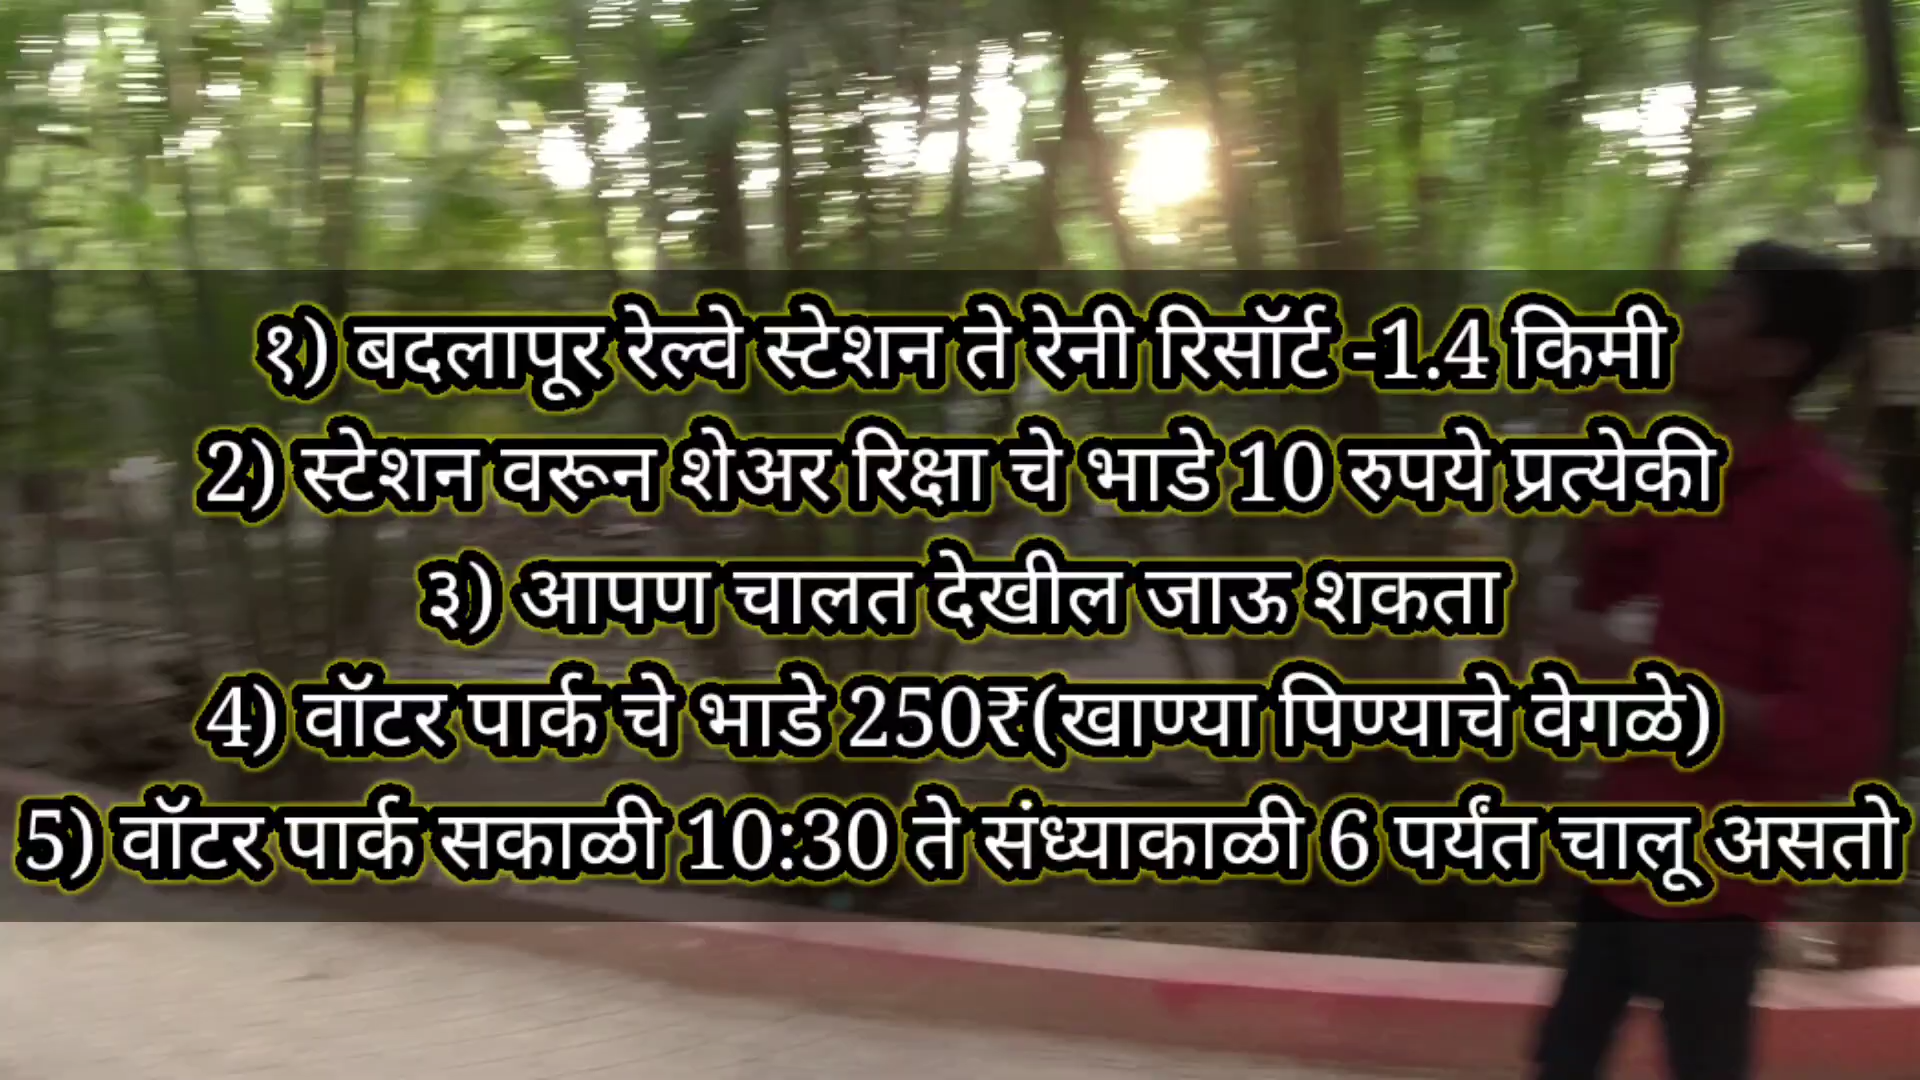 १) बदलापूर रेल्वे स्टेशन ते रेनी रिसॉर्ट -1.4 किमी
2) स्टेशन वरून शेअर रिक्षा चे भाडे 10 रुपये प्रत्येकी
३) आपण चालत देखील जाऊ शकता
4) वॉटर पार्क चे भाडे 250₹(खाण्या पिण्याचे वेगळे)
5) वॉटर पार्क सकाळी 10:30 ते संध्याकाळी 6 पर्यंत चालू असतो